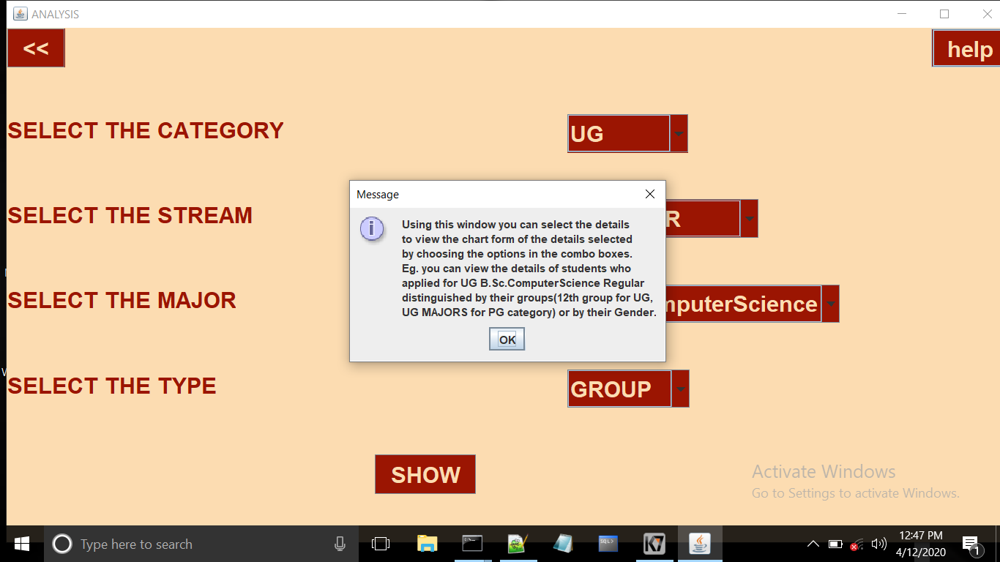 ANALYSIS
<<
help
SELECT THE CATEGORY
UG
Message
SELECT THE STREAM
R
i
Using this window you can select the details
to view the chart form of the details selected
by choosing the options in the combo boxes.
Eg. you can view the details of students who
applied for UG B.Sc.ComputerScience Regular
distinguished by their groups(12th group for UG,
UG MAJORS for PG category) or by their Gender.
OK
SELECT THE MAJOR
mputerScience
SELECT THE TYPE
GROUP
SHOW
Activate Windows
Go to Settings to activate Windows.
Type here to search
SQL>
12:47 PM
4/12/2020
1